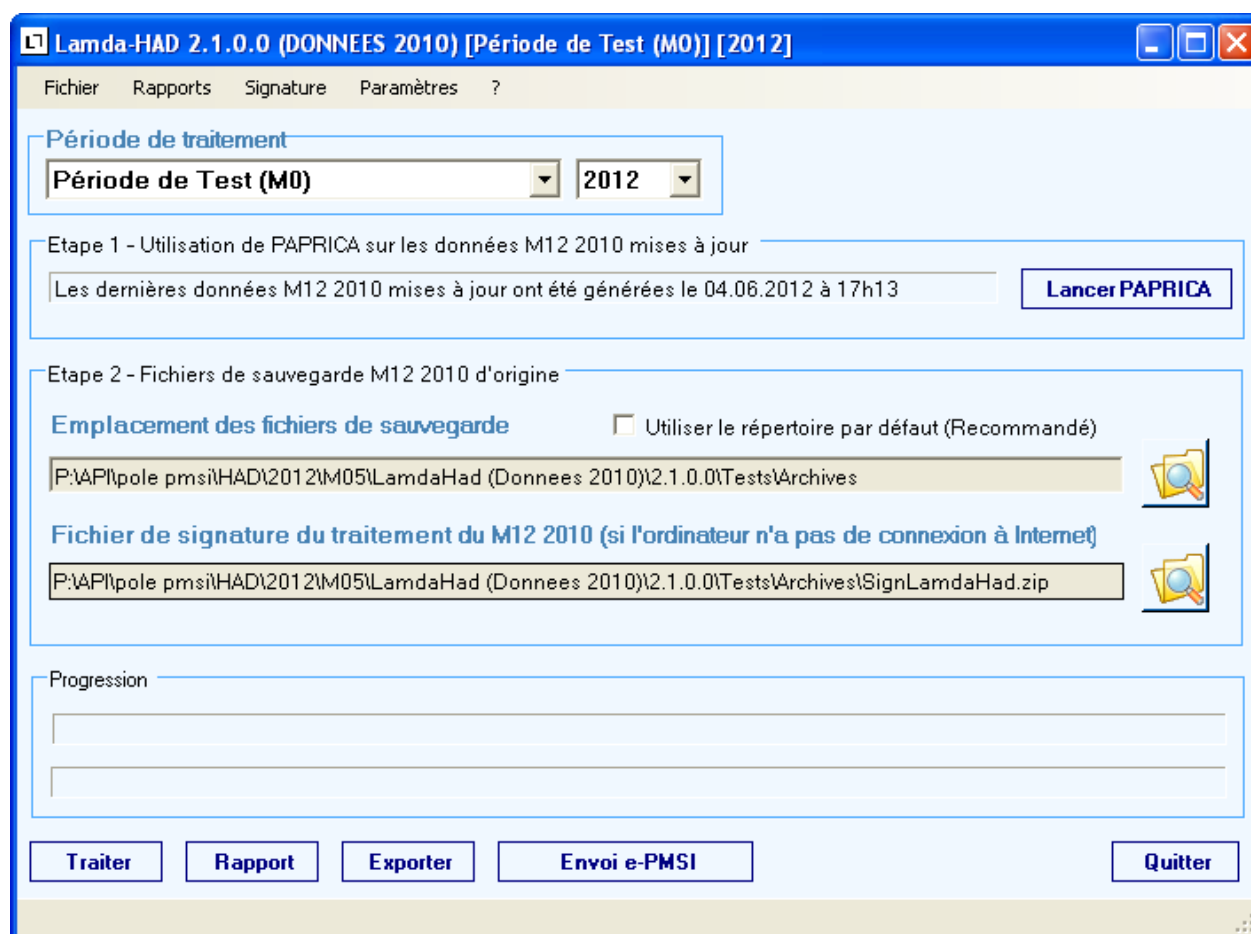 Lamda-HAD 2.1.0.0 (DONNEES 2010) [Période de Test (M0)] [2012]
Fichier Rapports Signature Paramètres ?
Période de traitement
Période de Test (M0) 2012
Etape 1 - Utilisation de PAPRICA sur les données M12 2010 mises à jour
Les dernières données M12 2010 mises à jour ont été générées le 04.06.2012 à 17h13 Lancer PAPRICA
Etape 2 - Fichiers de sauvegarde M12 2010 d'origine
Emplacement des fichiers de sauvegarde Utiliser le répertoire par défaut (Recommandé)
P:\API\pole pmsi\HAD\2012\M05\LamdaHad (Donnees 2010)\2.1.0.0\Tests\Archives
Fichier de signature du traitement du M12 2010 (si l'ordinateur n'a pas de connexion à Internet)
P:\API\pole pmsi\HAD\2012\M05\LamdaHad (Donnees 2010)\2.1.0.0\Tests\Archives\SignLamdaHad.zip
Progression
Traiter Rapport Exporter Envoi e-PMSI Quitter